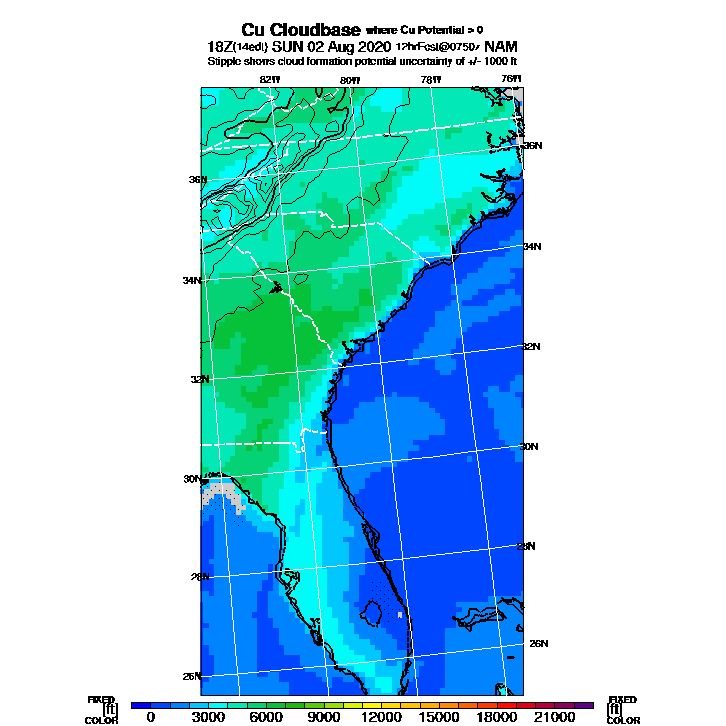 Cu Cloudbase where Cu Potential > 0
18Z(14edt) SUN 02 Aug 2020 12hrFcst@0750z NAM
Stipple shows cloud formation potential uncertainty of +/- 1000 ft
82W 80W 78W 76W
36N
36N
34N
34N
32N
32N
30N
30N
28N
28N
26N
26N
FIXED FIXED
[ft] [ft]
COLOR COLOR
0 3000 6000 9000 12000 15000 18000 21000